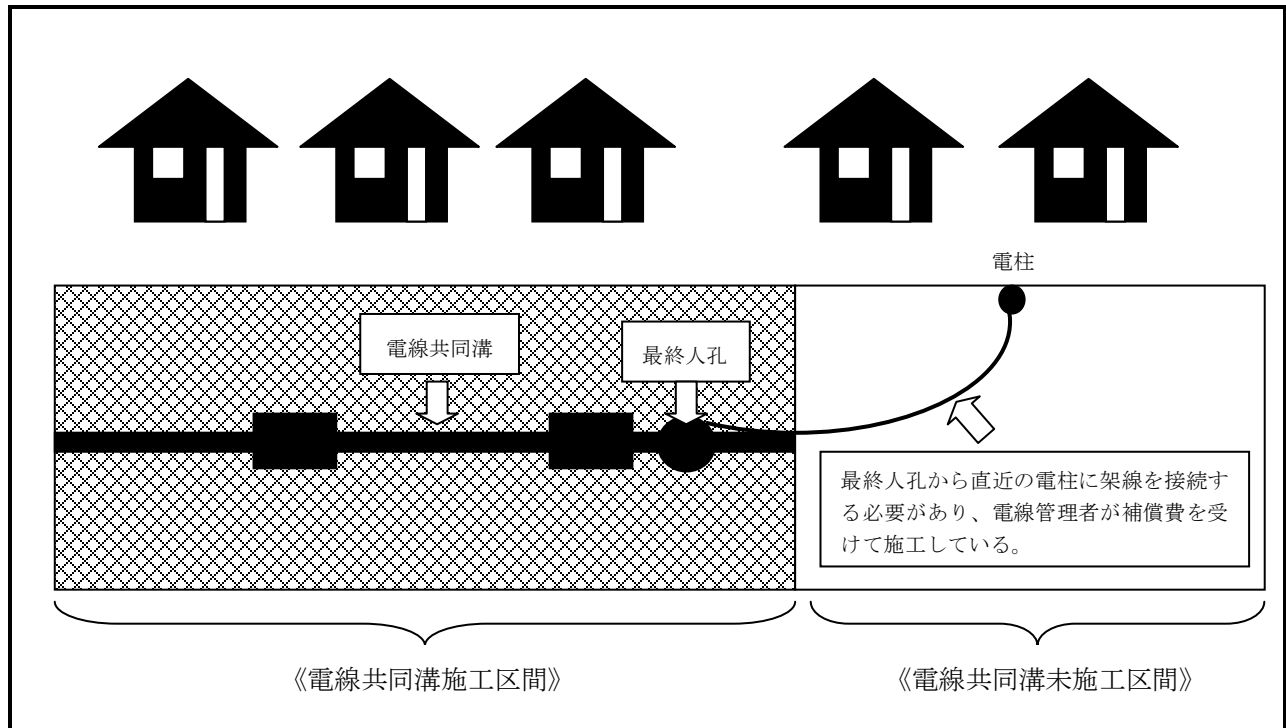 電柱
電線共同溝
最終人孔
最終人孔から直近の電柱に架線を接続す
る必要があり、電線管理者が補償費を受
けて施工している。
《電線共同溝施工区間》
《電線共同溝未施工区間》